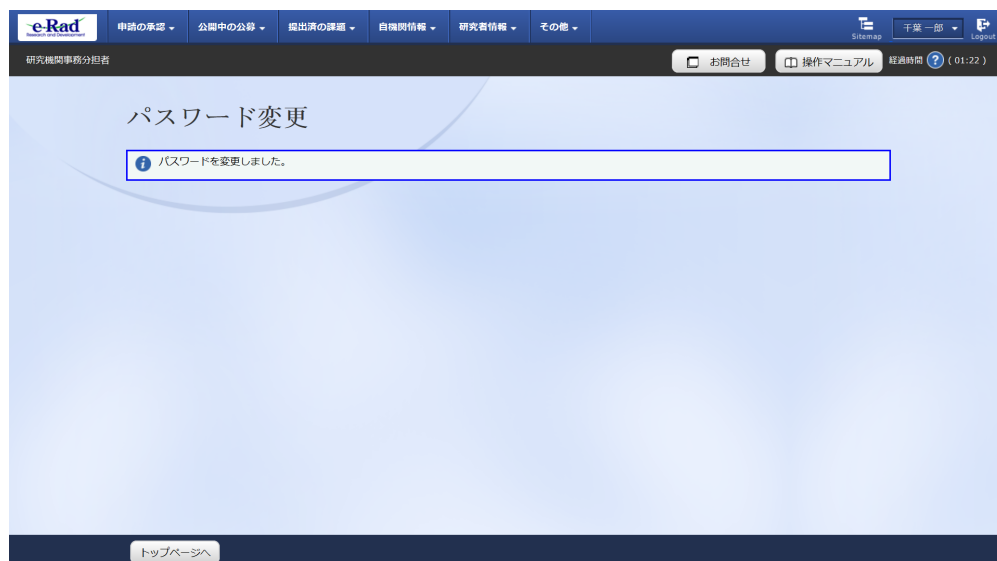 e-Rad
Research and Development
申請の承認
公開中の公募
提出済の課題
自機関情報
研究者情報
その他
Sitemap
千葉 一郎
Logout
研究機関事務分担者
お問合せ
操作マニュアル
経過時間 ? ( 01:22 )
パスワード変更
i パスワードを変更しました。
トップページへ